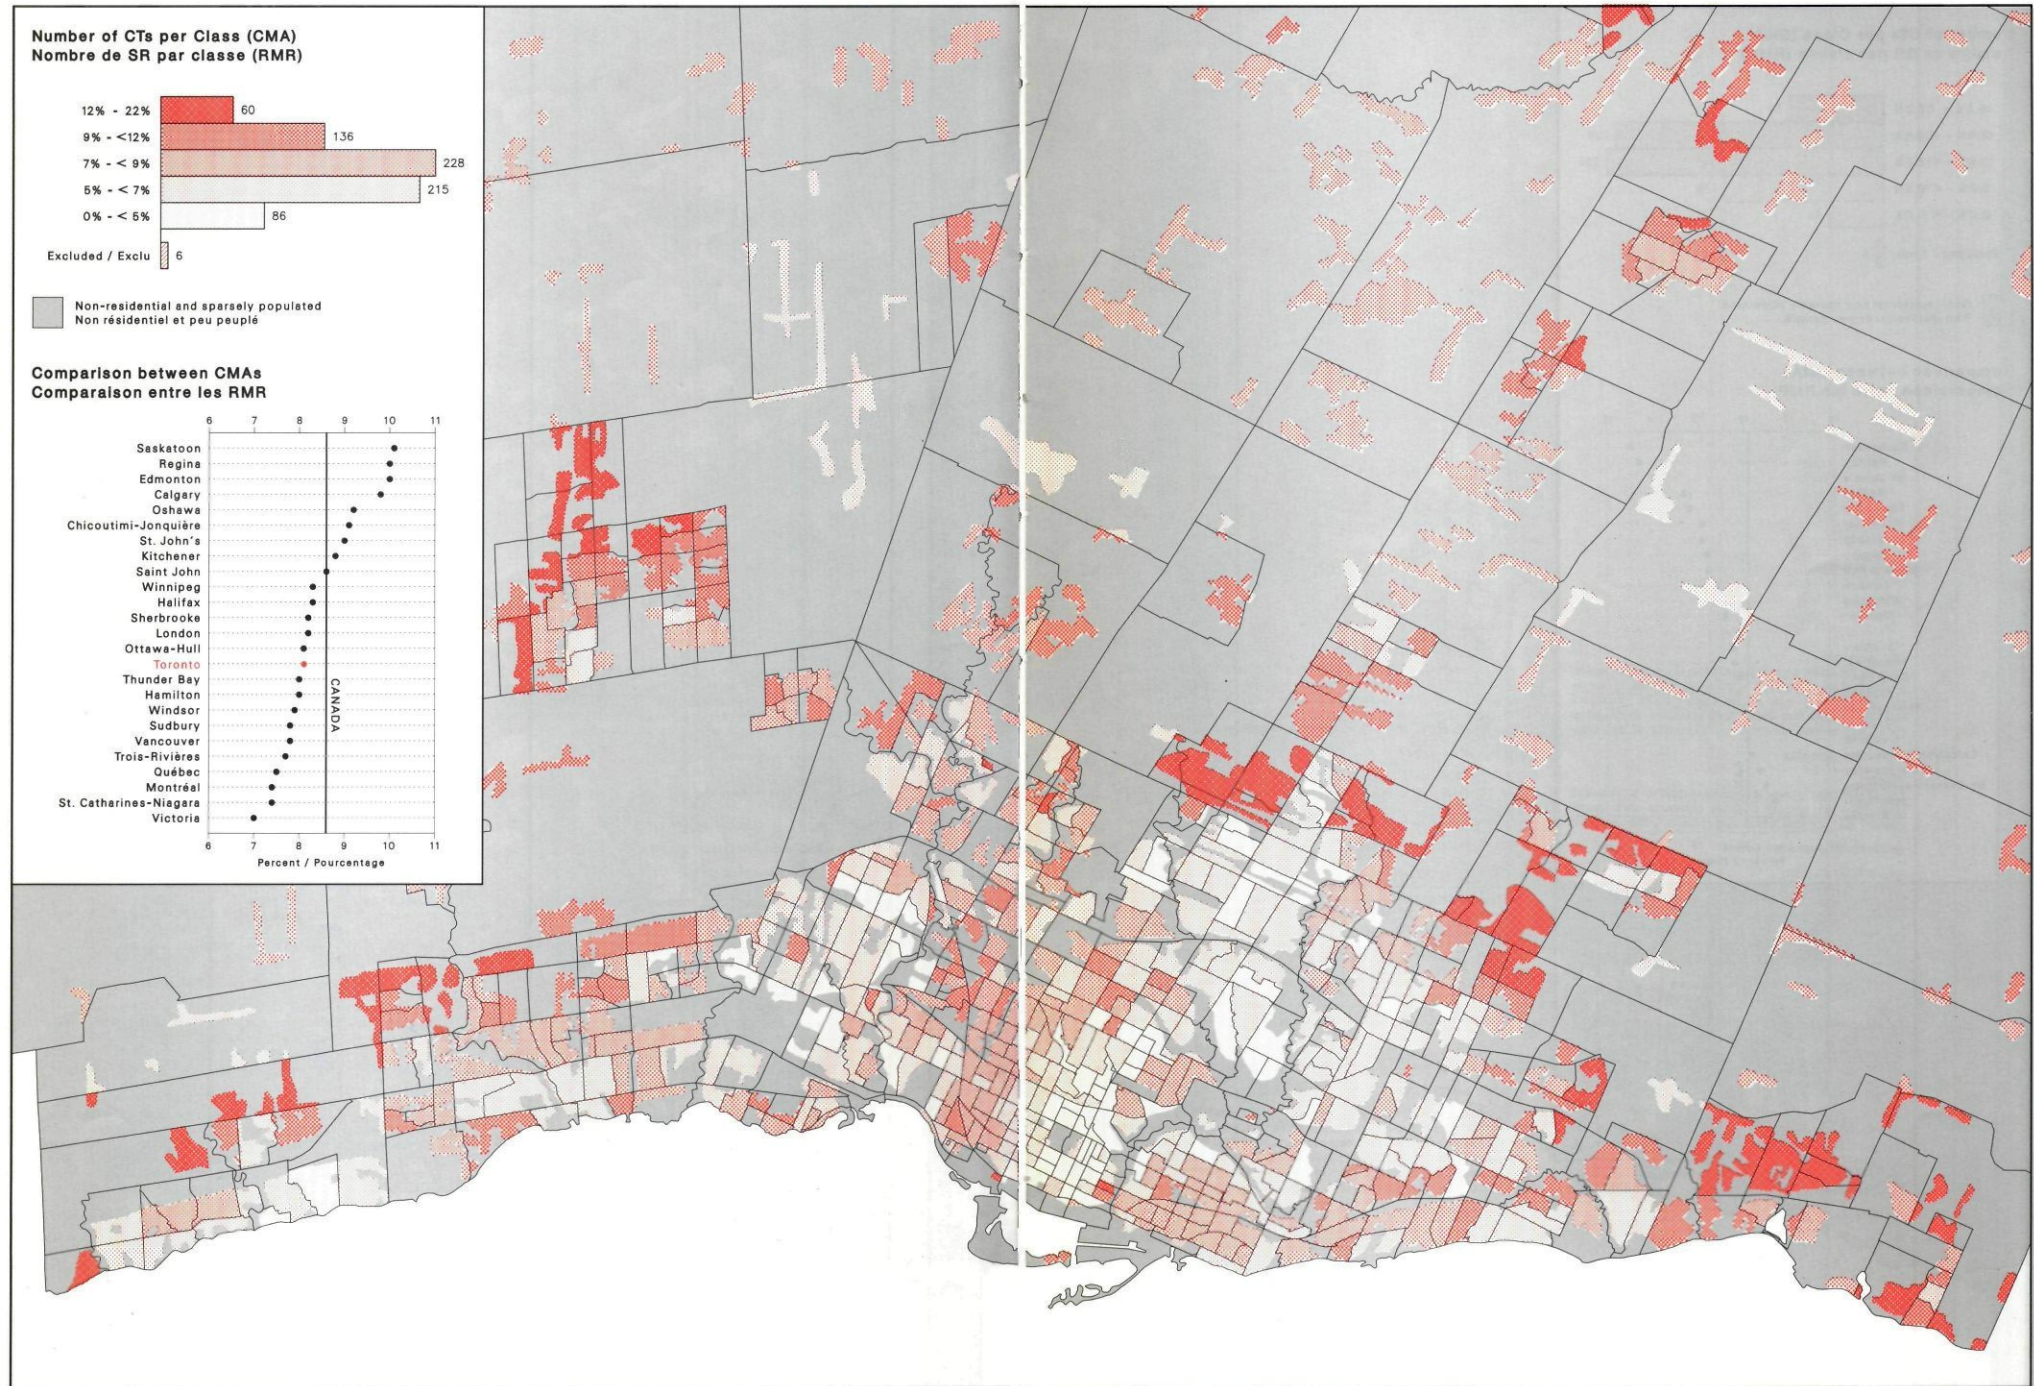 Number of CTs per Class (CMA)
Nombre de SR par classe (RMR)
12% - 22% 60
9% - <12% 136
7% - < 9% 228
5% - < 7% 215
0% - < 5% 86
Excluded / Exclu 6
Non-residential and sparsely populated
Non résidentiel et peu peuplé
Comparison between CMAs
Comparaison entre les RMR
6 7 8 9 10 11
Saskatoon
Regina
Edmonton
Calgary
Oshawa
Chicoutimi-Jonquière
St. John's
Kitchener
Saint John
Winnipeg
Halifax
Sherbrooke
London
Ottawa-Hull
Toronto
Thunder Bay
Hamilton
Windsor
Sudbury
Vancouver
Trois-Rivières
Québec
Montréal
St. Catharines-Niagara
Victoria
CANADA
6 7 8 9 10 11
Percent / Pourcentage